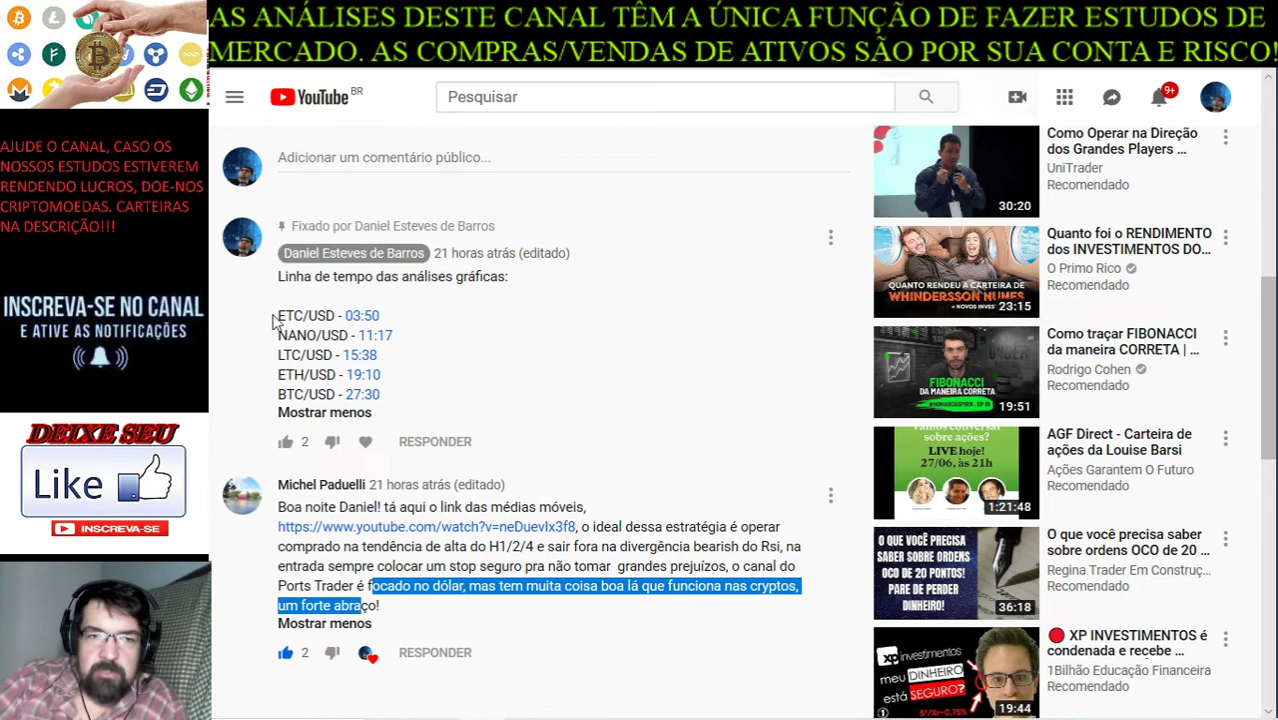 AS ANÁLISES DESTE CANAL TÊM A ÚNICA FUNÇÃO DE FAZER ESTUDOS DE
MERCADO. AS COMPRAS/VENDAS DE ATIVOS SÃO POR SUA CONTA E RISCO!
AJUDE O CANAL, CASO OS
NOSSOS ESTUDOS ESTIVEREM
RENDENDO LUCROS, DOE-NOS
CRIPTOMOEDAS. CARTEIRAS
NA DESCRIÇÃO!!!
INSCREVA-SE NO CANAL
E ATIVE AS NOTIFICAÇÕES
DEIXE SEU
Like
INSCREVA-SE
YouTube BR
Pesquisar
9+
Adicionar um comentário público...
Fixado por Daniel Esteves de Barros
Daniel Esteves de Barros 21 horas atrás (editado)
Linha de tempo das análises gráficas:
ETC/USD - 03:50
NANO/USD - 11:17
LTC/USD - 15:38
ETH/USD - 19:10
BTC/USD - 27:30
Mostrar menos
2 RESPONDER
Michel Paduelli 21 horas atrás (editado)
Boa noite Daniel! tá aqui o link das médias móveis,
https://www.youtube.com/watch?v=neDuevIx3f8, o ideal dessa estratégia é operar
comprado na tendência de alta do H1/2/4 e sair fora na divergência bearish do Rsi, na
entrada sempre colocar um stop seguro pra não tomar grandes prejuízos, o canal do
Ports Trader é focado no dólar, mas tem muita coisa boa lá que funciona nas cryptos,
um forte abraço!
Mostrar menos
2 RESPONDER
30:20
Como Operar na Direção
dos Grandes Players ...
UniTrader
Recomendado
23:15
QUANTO RENDEU A CARTEIRA DE
WHINDERSSON NUNES
+ NOVOS INVEST.
Quanto foi o RENDIMENTO
dos INVESTIMENTOS DO...
O Primo Rico
Recomendado
FIBONACCI
DA MANEIRA CORRETA
19:51
Como traçar FIBONACCI
da maneira CORRETA | ...
Rodrigo Cohen
Recomendado
vamos conversar
sobre ações?
LIVE hoje!
27/06, às 21h
1:21:48
AGF Direct - Carteira de
ações da Louise Barsi
Ações Garantem O Futuro
Recomendado
O QUE VOCÊ PRECISA
SABER SOBRE ORDENS
OCO DE 20 PONTOS!
PARE DE PERDER
DINHEIRO!
36:18
O que você precisa
saber sobre ordens
OCO de 20 pontos ...
Regina Trader Em Construç...
Recomendado
xp investimentos
meu DINHEIRO
está SEGURO?
19:44
XP INVESTIMENTOS é
condenada e recebe ...
1Bilhão Educação Financeira
Recomendado